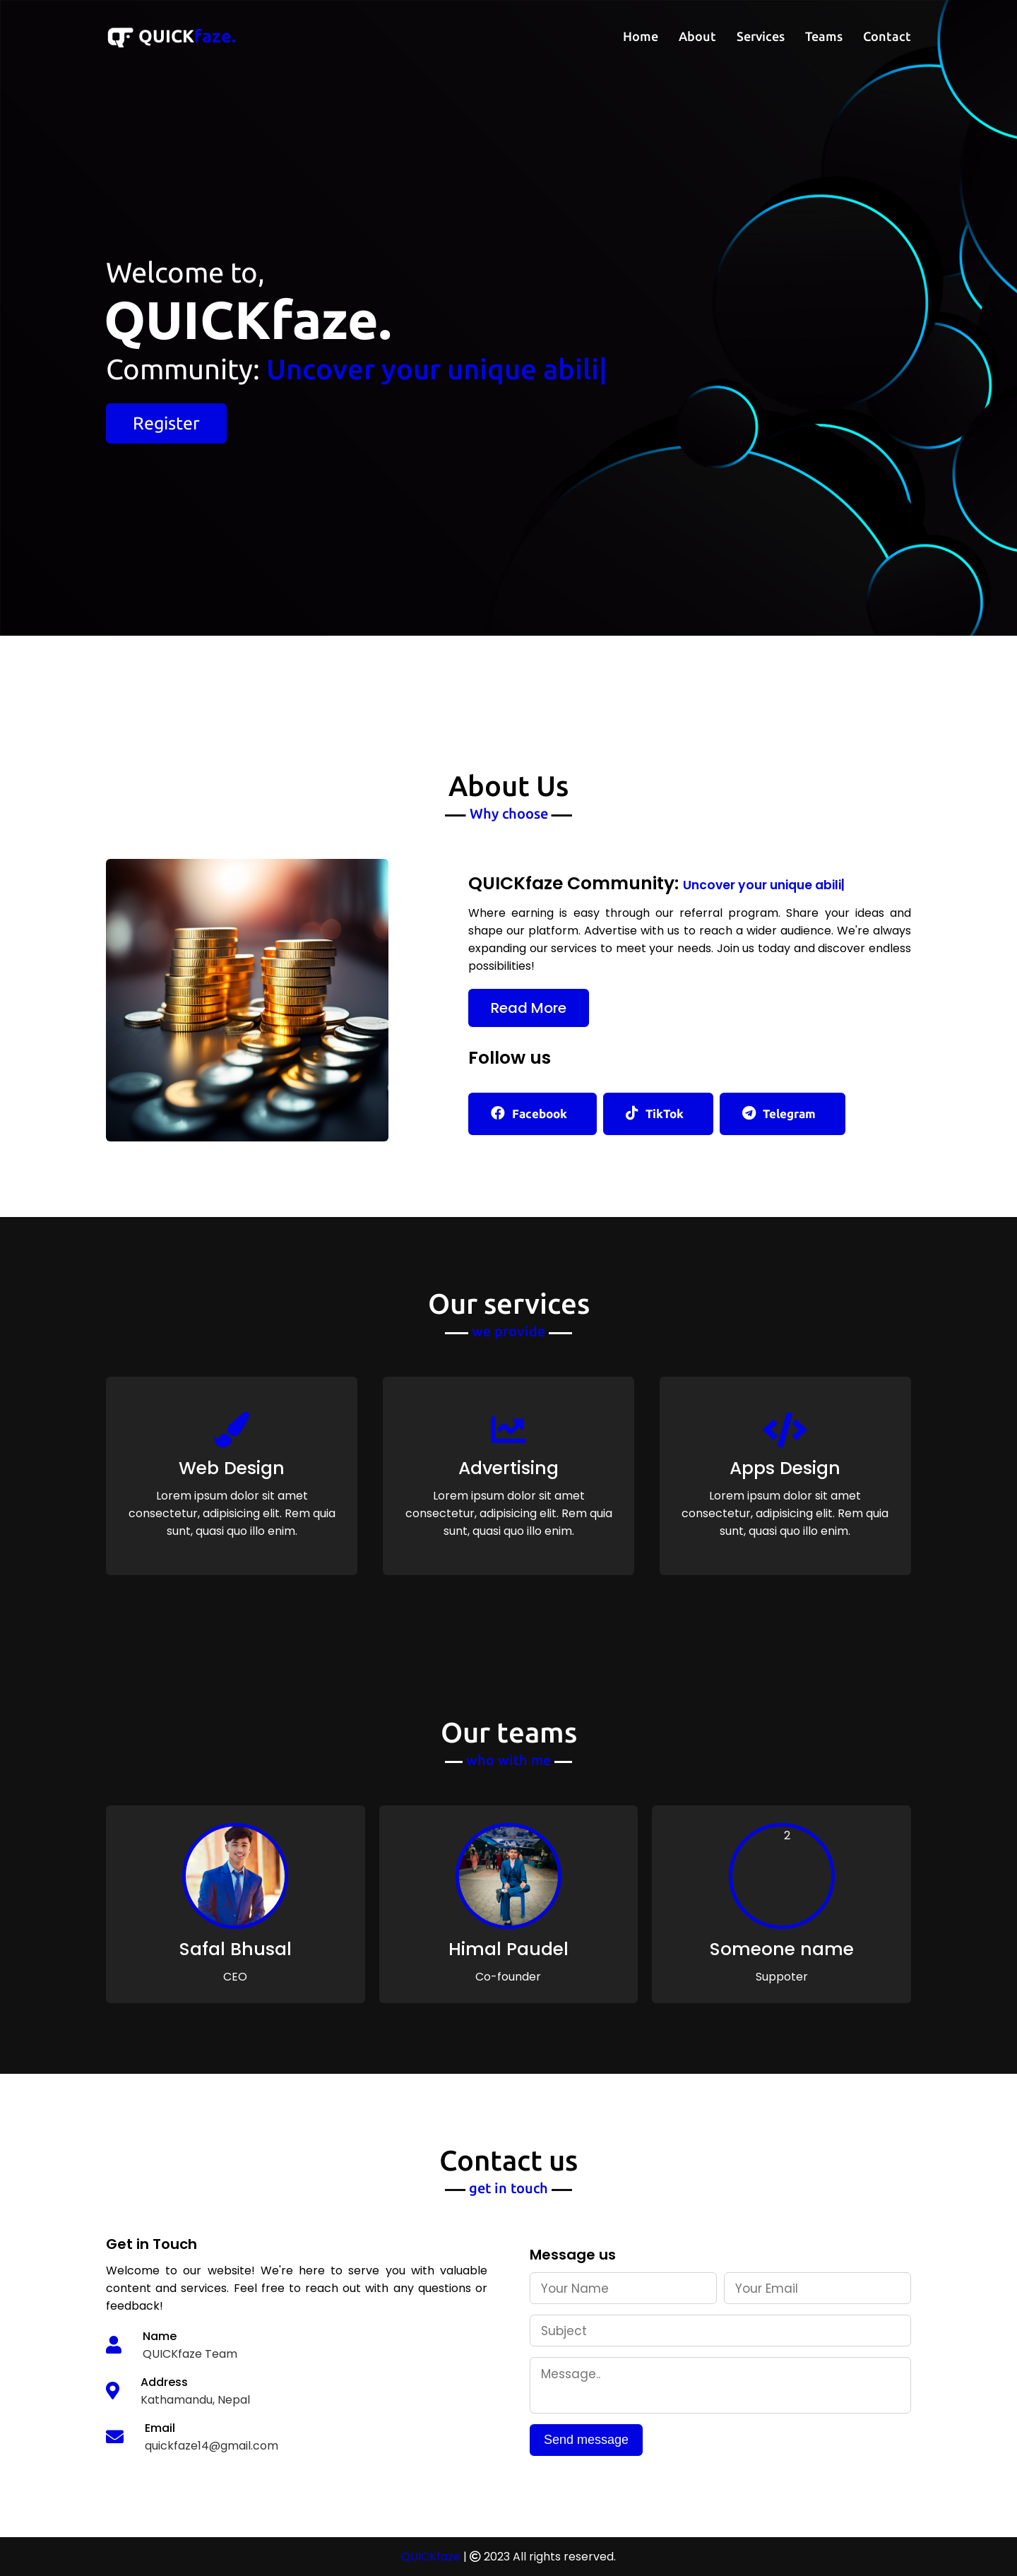 QUICKfaze.
Home About Services Teams Contact
Welcome to,
QUICKfaze.
Community: Uncover your unique abili|
Register
About Us
Why choose
QUICKfaze Community: Uncover your unique abili|
Where earning is easy through our referral program. Share your ideas and
shape our platform. Advertise with us to reach a wider audience. We're always
expanding our services to meet your needs. Join us today and discover endless
possibilities!
Read More
Follow us
Facebook TikTok Telegram
Our services
we provide
Web Design
Lorem ipsum dolor sit amet
consectetur, adipisicing elit. Rem quia
sunt, quasi quo illo enim.
Advertising
Lorem ipsum dolor sit amet
consectetur, adipisicing elit. Rem quia
sunt, quasi quo illo enim.
Apps Design
Lorem ipsum dolor sit amet
consectetur, adipisicing elit. Rem quia
sunt, quasi quo illo enim.
Our teams
who with me
Safal Bhusal
CEO
Himal Paudel
Co-founder
2
Someone name
Suppoter
Contact us
get in touch
Get in Touch
Welcome to our website! We're here to serve you with valuable
content and services. Feel free to reach out with any questions or
feedback!
Name
QUICKfaze Team
Address
Kathamandu, Nepal
Email
quickfaze14@gmail.com
Message us
Your Name Your Email
Subject
Message..
Send message
QUICKfaze | © 2023 All rights reserved.